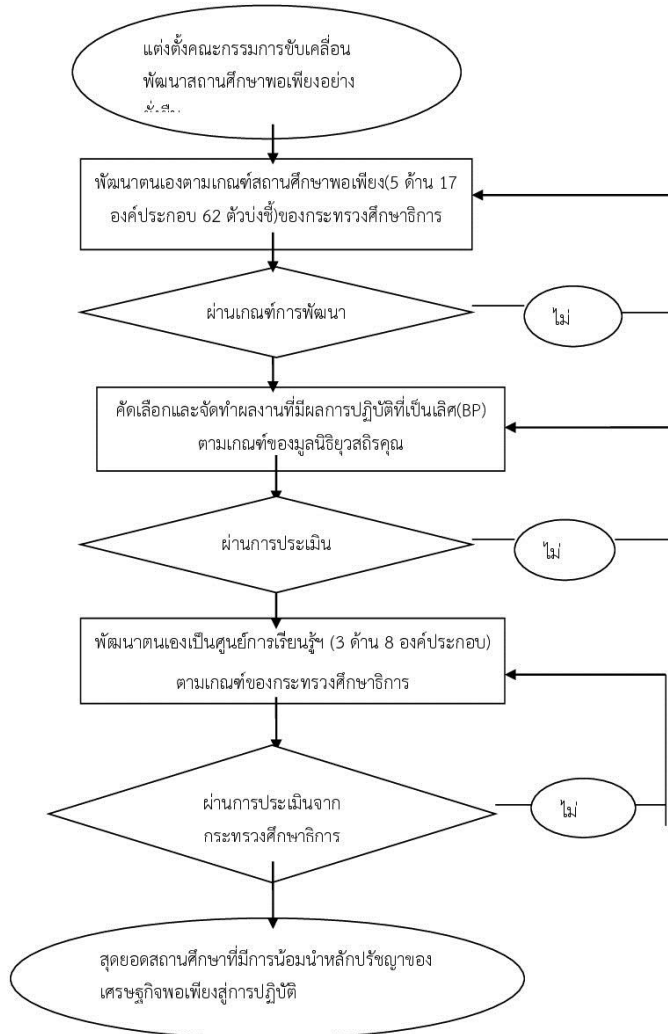 แต่งตั้งคณะกรรมการขับเคลื่อน
พัฒนาสถานศึกษาพอเพียงอย่าง
พัฒนาตนเองตามเกณฑ์สถานศึกษาพอเพียง(5 ด้าน 17
องค์ประกอบ 62 ตัวบ่งชี้)ของกระทรวงศึกษาธิการ
ผ่านเกณฑ์การพัฒนา
ไม่
คัดเลือกและจัดทำผลงานที่มีผลการปฏิบัติที่เป็นเลิศ(BP)
ตามเกณฑ์ของมูลนิธิยุวสถิรคุณ
ผ่านการประเมิน
ไม่
พัฒนาตนเองเป็นศูนย์การเรียนรู้ฯ (3 ด้าน 8 องค์ประกอบ)
ตามเกณฑ์ของกระทรวงศึกษาธิการ
ผ่านการประเมินจาก
กระทรวงศึกษาธิการ
ไม่
สุดยอดสถานศึกษาที่มีการน้อมนำหลักปรัชญาของ
เศรษฐกิจพอเพียงสู่การปฏิบัติ